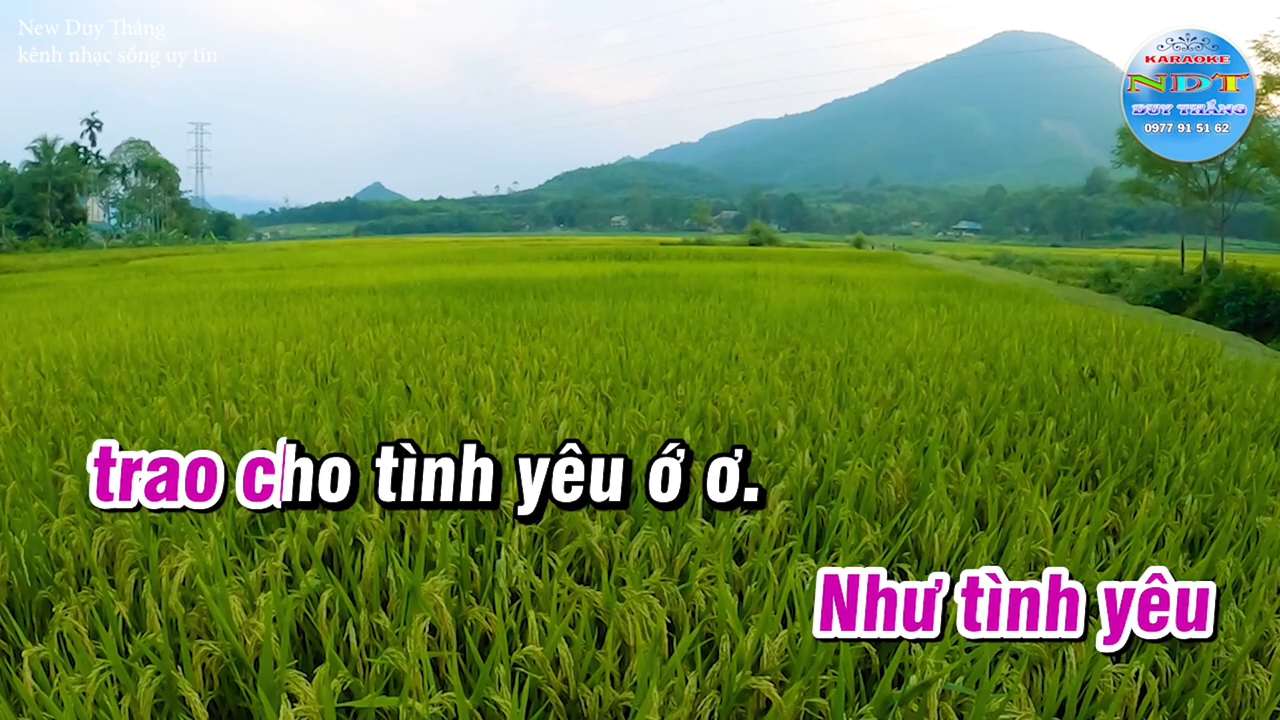 New Duy Thắng
kênh nhạc sống uy tín
KARAOKE
NDT
DUY THẮNG
0977 91 51 62
trao cho tình yêu ớ ơ.
Như tình yêu